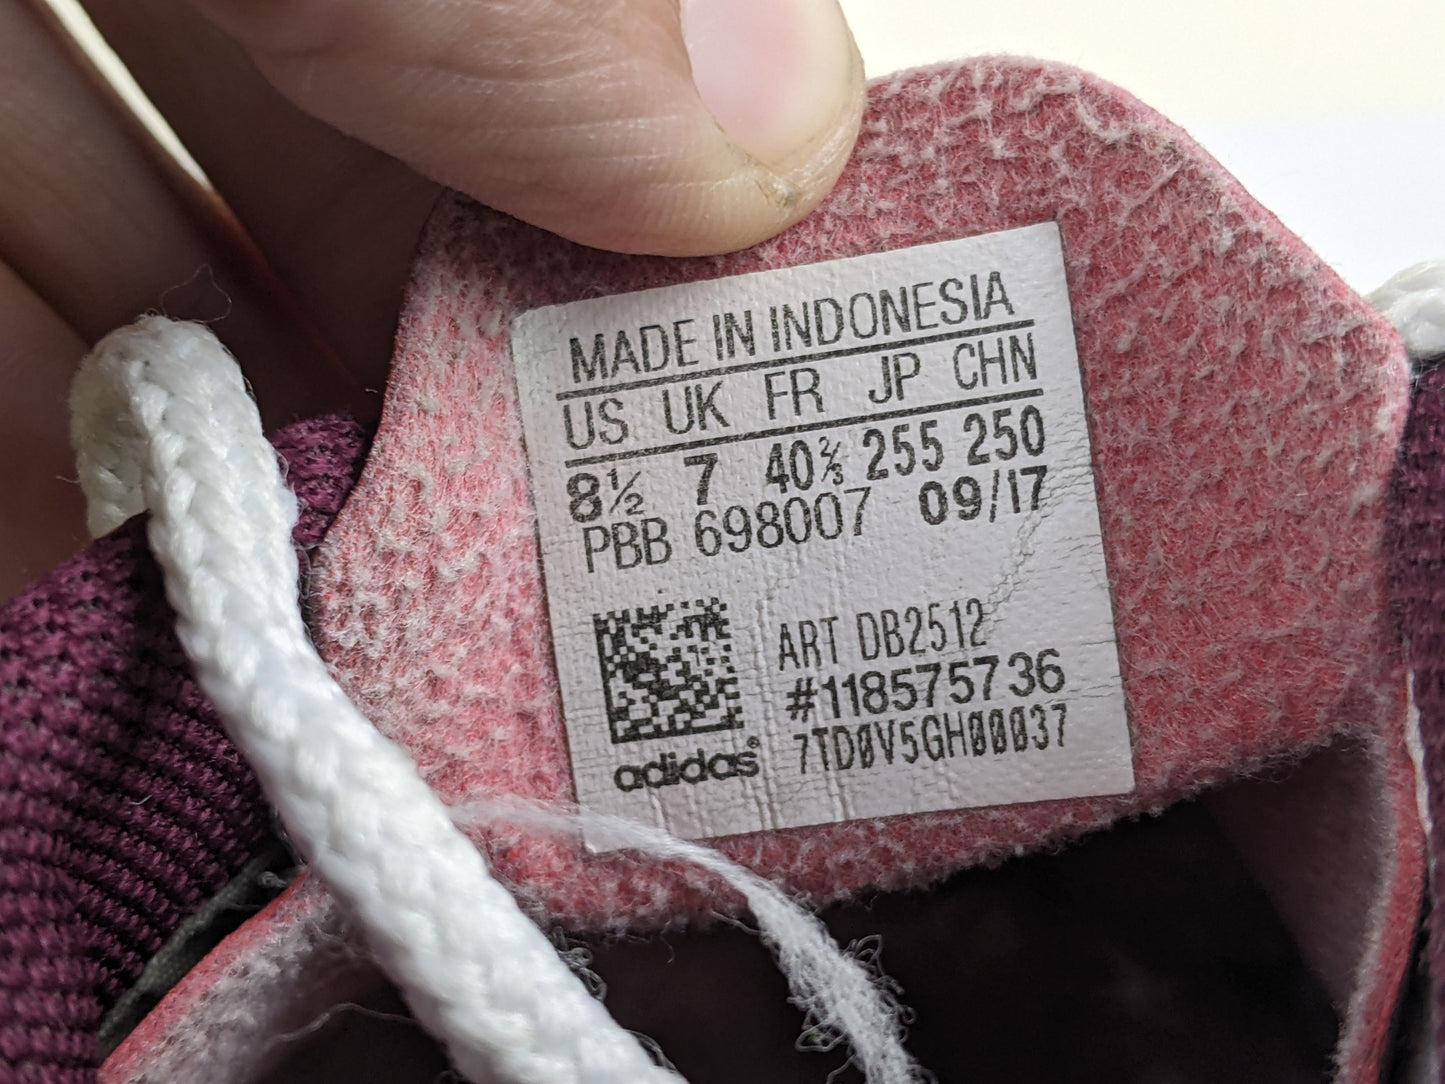 MADE IN INDONESIA
US UK FR JP CHN
8½ 7 40⅔ 255 250
PBB 698007 09/17
ART DB2512
#118575736
7TD0V5GH00037
adidas®